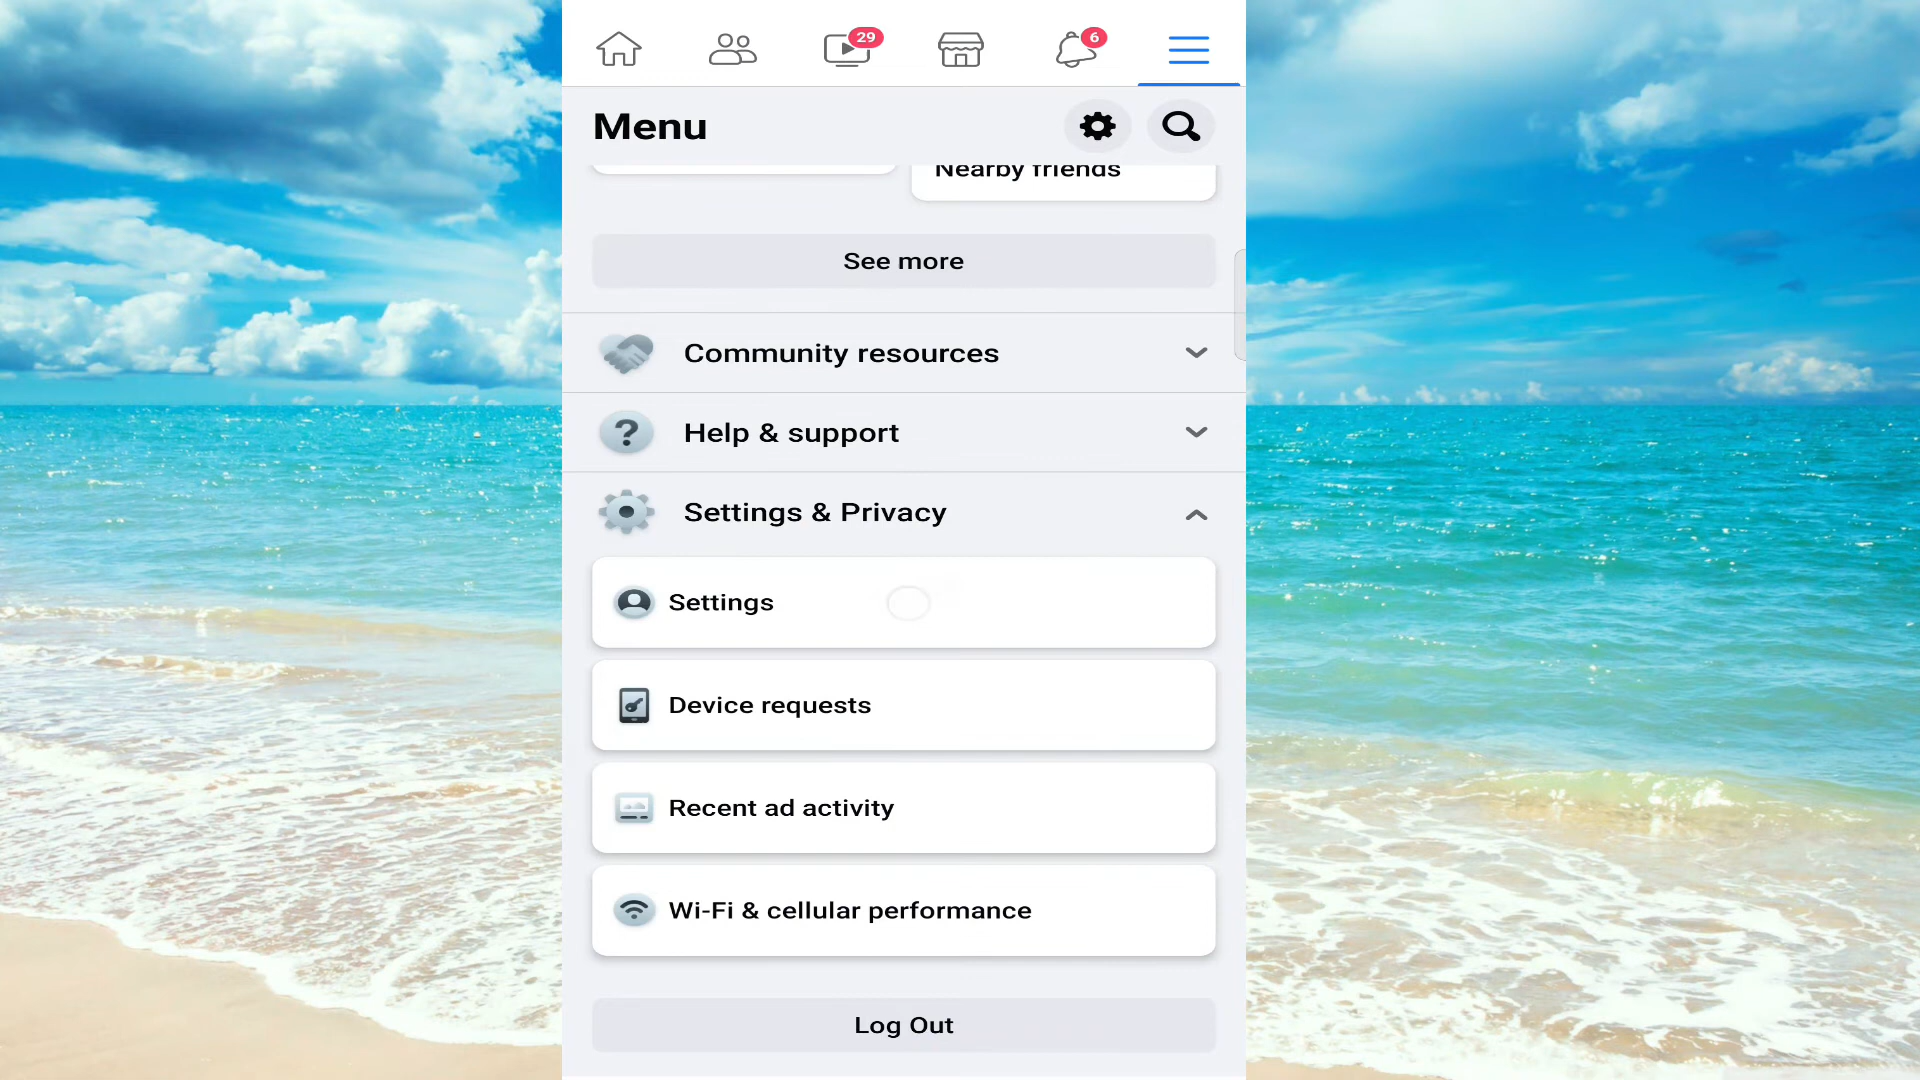 29
6
Menu
Nearby friends
See more
Community resources
Help & support
Settings & Privacy
Settings
Device requests
Recent ad activity
Wi-Fi & cellular performance
Log Out